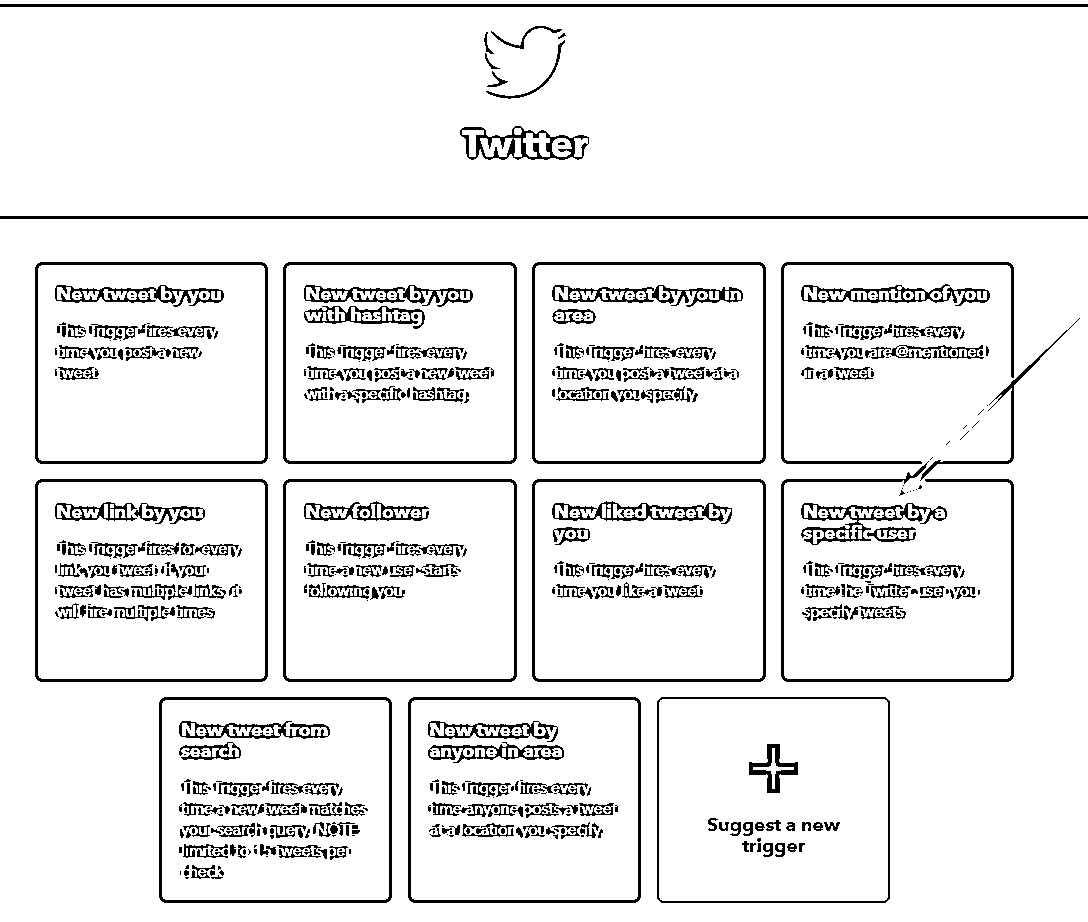 Twitter
New tweet by you
This Trigger fires every
time you post a new
tweet.
New tweet by you
with hashtag
This Trigger fires every
time you post a new tweet
with a specific hashtag.
New tweet by you in
area
This Trigger fires every
time you post a tweet at a
location you specify.
New mention of you
This Trigger fires every
time you are @mentioned
in a tweet.
New link by you
This Trigger fires for every
link you tweet. If your
tweet has multiple links, it
will fire multiple times.
New follower
This Trigger fires every
time a new user starts
following you.
New liked tweet by
you
This Trigger fires every
time you like a tweet.
New tweet by a
specific user
This Trigger fires every
time the Twitter user you
specify tweets.
New tweet from
search
This Trigger fires every
time a new tweet matches
your search query. NOTE:
limited to 15 tweets per
check.
New tweet by
anyone in area
This Trigger fires every
time anyone posts a tweet
at a location you specify.
Suggest a new
trigger